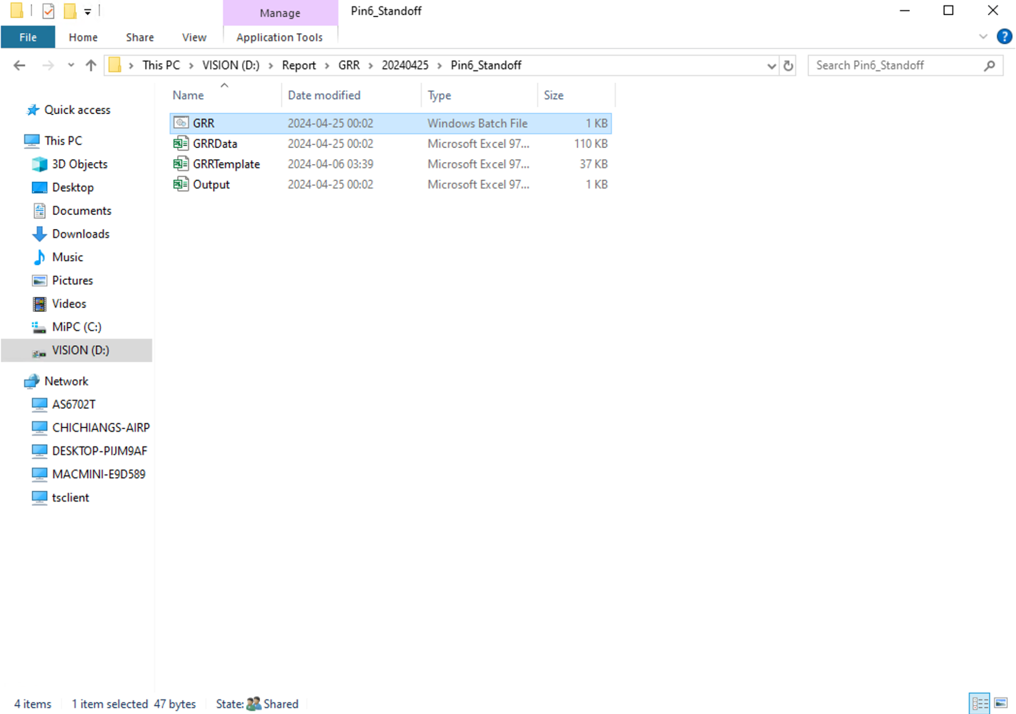 Manage
Pin6_Standoff
File
Home
Share
View
Application Tools
?
This PC
VISION (D:)
Report
GRR
20240425
Pin6_Standoff
Search Pin6_Standoff
Name
Date modified
Type
Size
GRR
2024-04-25 00:02
Windows Batch File
1 KB
GRRData
2024-04-25 00:02
Microsoft Excel 97...
110 KB
GRRTemplate
2024-04-06 03:39
Microsoft Excel 97...
37 KB
Output
2024-04-25 00:02
Microsoft Excel 97...
1 KB
Quick access
This PC
3D Objects
Desktop
Documents
Downloads
Music
Pictures
Videos
MiPC (C:)
VISION (D:)
Network
AS6702T
CHICHIANGS-AIRP
DESKTOP-PIJM9AF
MACMINI-E9D589
tsclient
4 items
1 item selected
47 bytes
State:
Shared